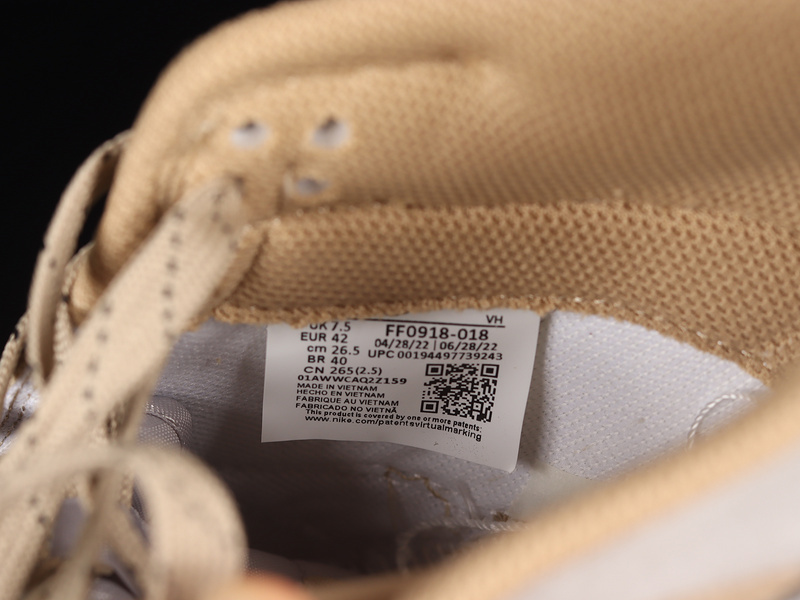 VH
UK 7.5
FF0918-018
EUR 42
04/28/22 | 06/28/22
cm 26.5
UPC 00194497739243
BR 40
CN 265(2.5)
01AWWCAQ2Z159
MADE IN VIETNAM
HECHO EN VIETNAM
FABRIQUE AU VIETNAM
FABRICADO NO VIETNÃ
This product is covered by one or more patents:
www.nike.com/patentsvirtualmarking